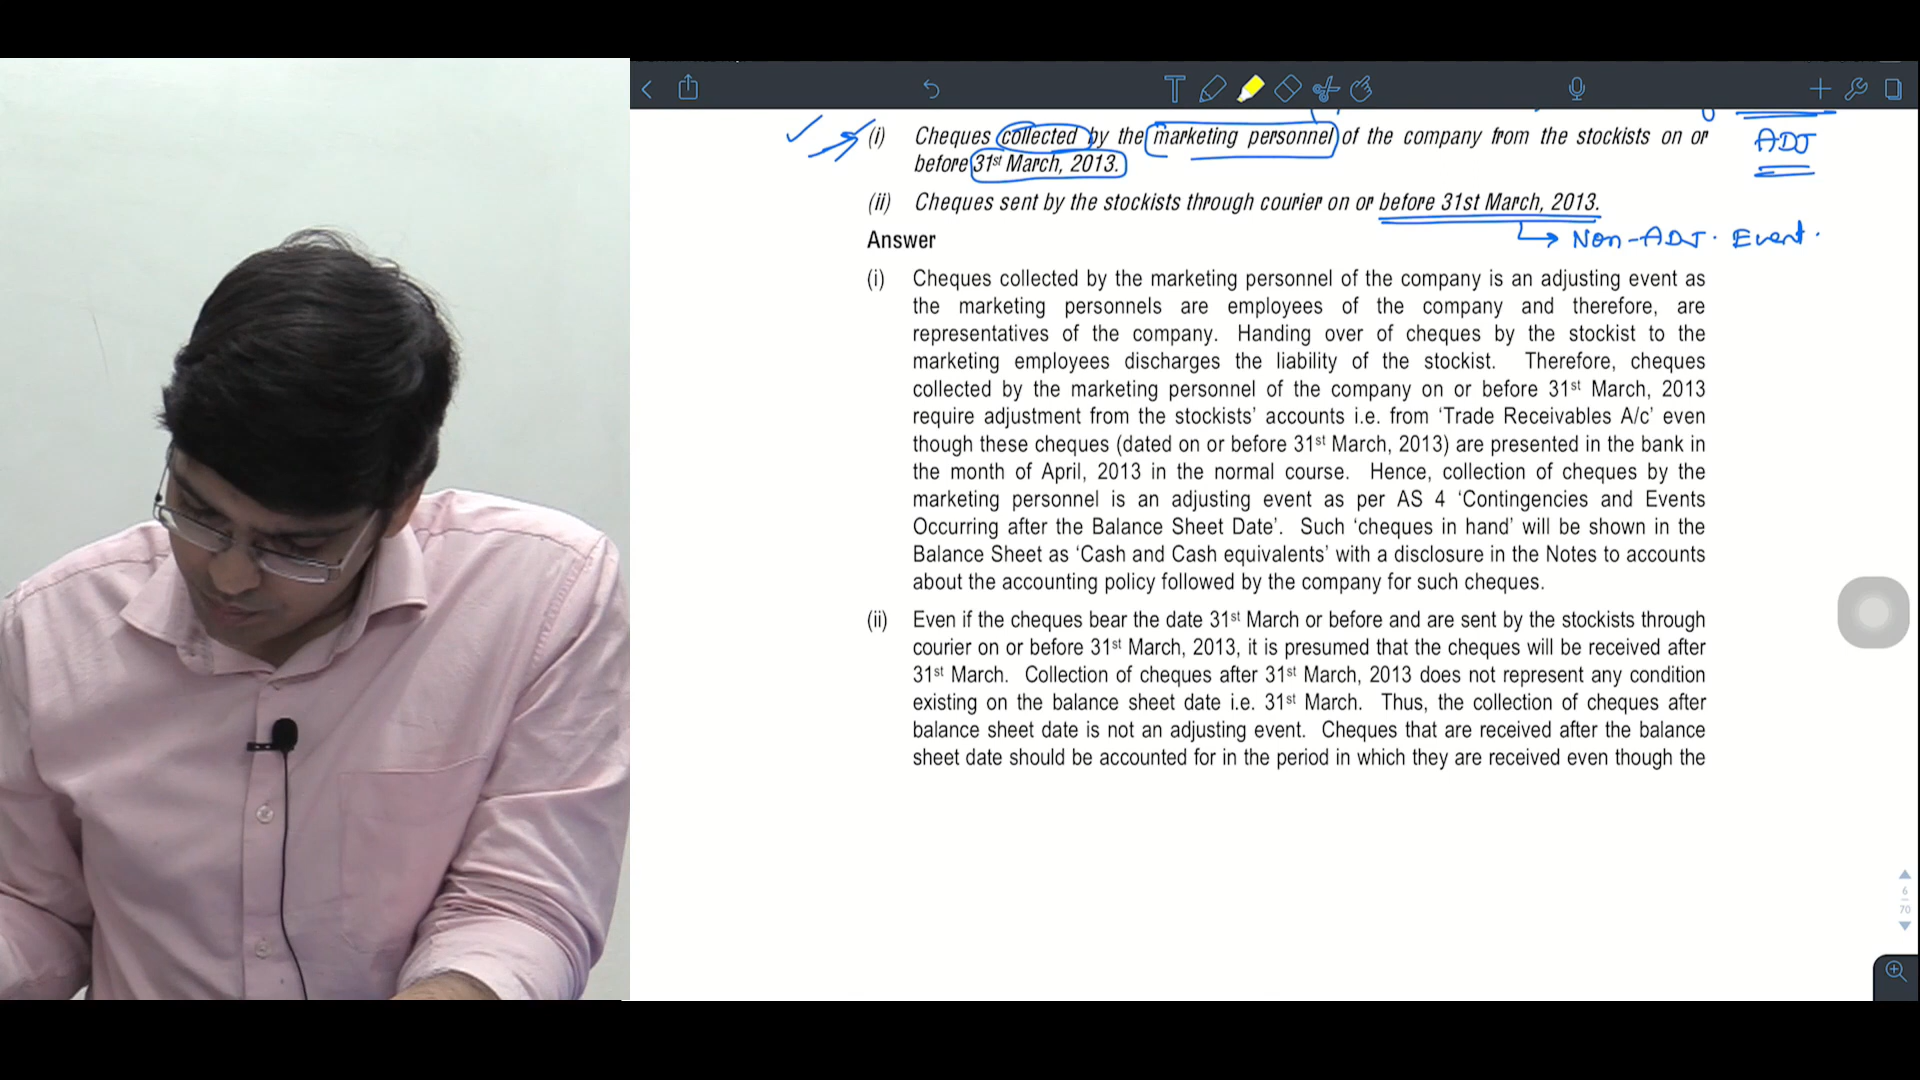 (i) Cheques collected by the marketing personnel of the company from the stockists on or
ADJ
before 31st March, 2013.
(ii) Cheques sent by the stockists through courier on or before 31st March, 2013.
Answer
Non-ADJ. Event.
(i) Cheques collected by the marketing personnel of the company is an adjusting event as
the marketing personnels are employees of the company and therefore, are
representatives of the company. Handing over of cheques by the stockist to the
marketing employees discharges the liability of the stockist. Therefore, cheques
collected by the marketing personnel of the company on or before 31st March, 2013
require adjustment from the stockists' accounts i.e. from 'Trade Receivables A/c' even
though these cheques (dated on or before 31st March, 2013) are presented in the bank in
the month of April, 2013 in the normal course. Hence, collection of cheques by the
marketing personnel is an adjusting event as per AS 4 'Contingencies and Events
Occurring after the Balance Sheet Date'. Such 'cheques in hand' will be shown in the
Balance Sheet as 'Cash and Cash equivalents' with a disclosure in the Notes to accounts
about the accounting policy followed by the company for such cheques.
(ii) Even if the cheques bear the date 31st March or before and are sent by the stockists through
courier on or before 31st March, 2013, it is presumed that the cheques will be received after
31st March. Collection of cheques after 31st March, 2013 does not represent any condition
existing on the balance sheet date i.e. 31st March. Thus, the collection of cheques after
balance sheet date is not an adjusting event. Cheques that are received after the balance
sheet date should be accounted for in the period in which they are received even though the
6
70